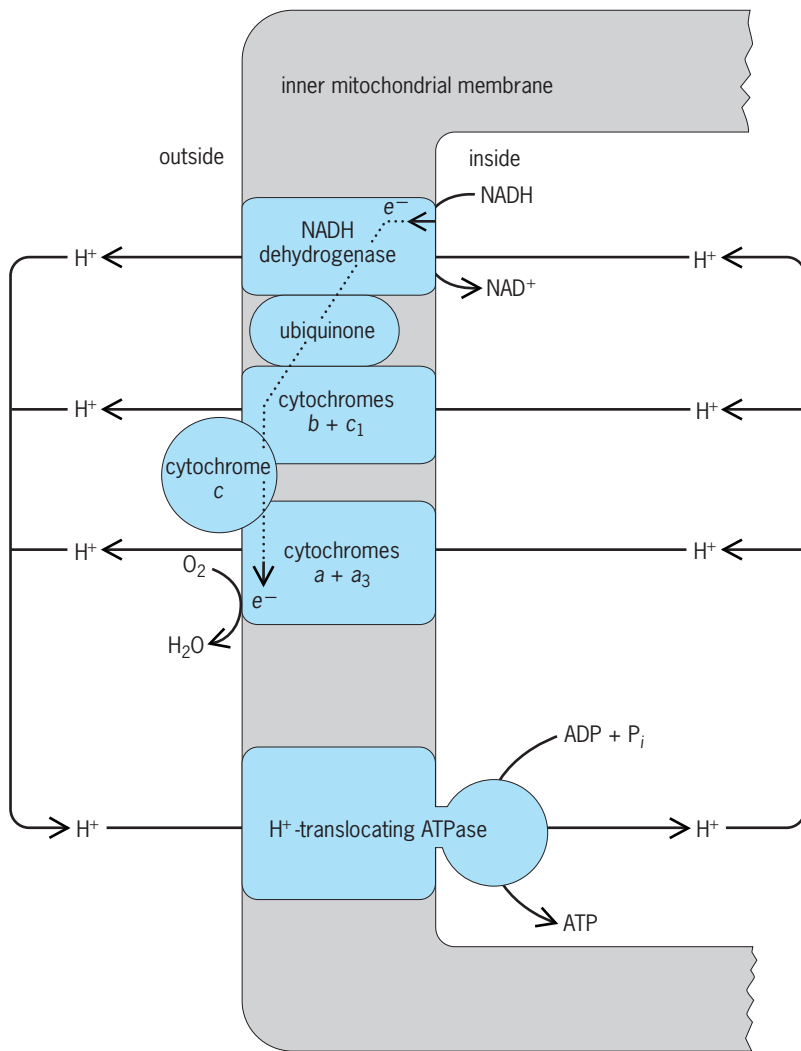 inner mitochondrial membrane
outside
inside
NADH
e⁻
NADH
dehydrogenase
H⁺
H⁺
NAD⁺
ubiquinone
H⁺
cytochromes
b + c₁
H⁺
cytochrome
c
H⁺
cytochromes
a + a₃
H⁺
O₂
e⁻
H₂O
ADP + Pᵢ
H⁺
H⁺-translocating ATPase
H⁺
ATP